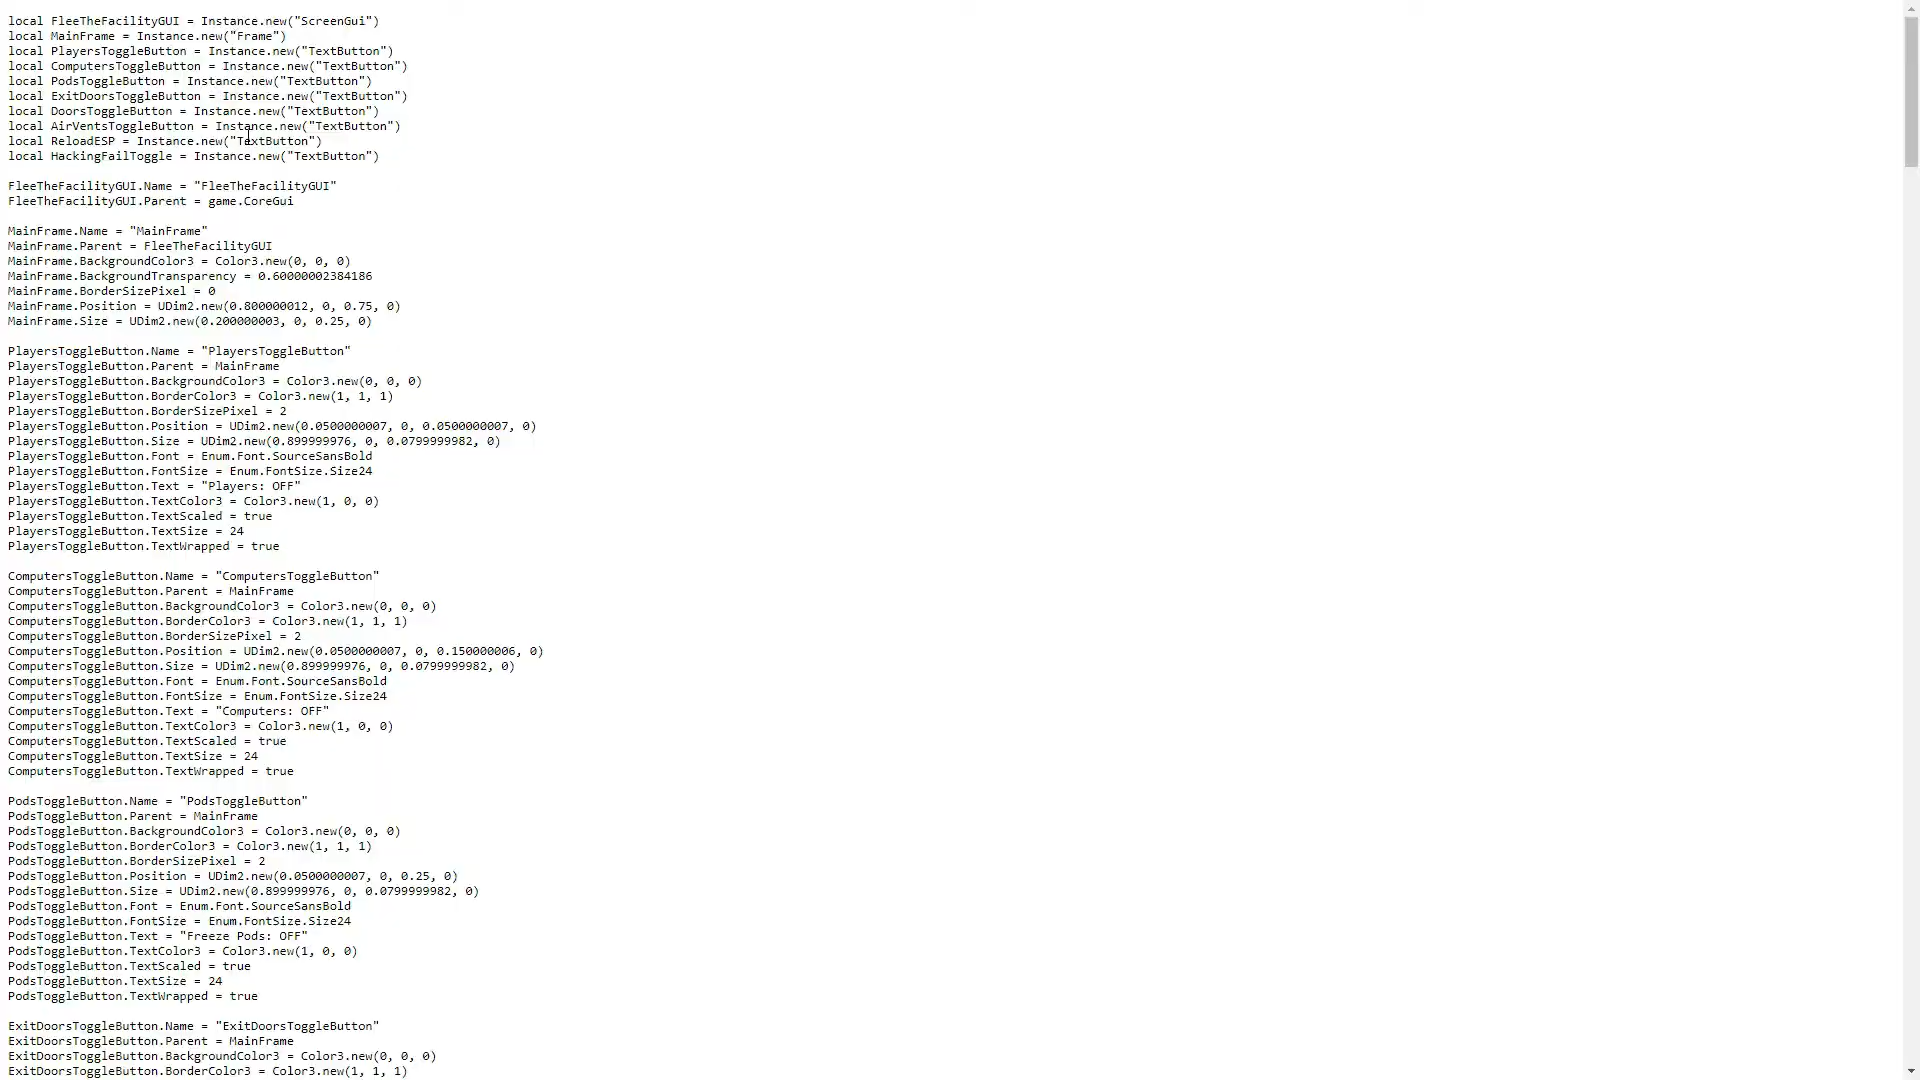 local FleeTheFacilityGUI = Instance.new("ScreenGui")
local MainFrame = Instance.new("Frame")
local PlayersToggleButton = Instance.new("TextButton")
local ComputersToggleButton = Instance.new("TextButton")
local PodsToggleButton = Instance.new("TextButton")
local ExitDoorsToggleButton = Instance.new("TextButton")
local DoorsToggleButton = Instance.new("TextButton")
local AirVentsToggleButton = Instance.new("TextButton")
local ReloadESP = Instance.new("TextButton")
local HackingFailToggle = Instance.new("TextButton")

FleeTheFacilityGUI.Name = "FleeTheFacilityGUI"
FleeTheFacilityGUI.Parent = game.CoreGui

MainFrame.Name = "MainFrame"
MainFrame.Parent = FleeTheFacilityGUI
MainFrame.BackgroundColor3 = Color3.new(0, 0, 0)
MainFrame.BackgroundTransparency = 0.60000002384186
MainFrame.BorderSizePixel = 0
MainFrame.Position = UDim2.new(0.800000012, 0, 0.75, 0)
MainFrame.Size = UDim2.new(0.200000003, 0, 0.25, 0)

PlayersToggleButton.Name = "PlayersToggleButton"
PlayersToggleButton.Parent = MainFrame
PlayersToggleButton.BackgroundColor3 = Color3.new(0, 0, 0)
PlayersToggleButton.BorderColor3 = Color3.new(1, 1, 1)
PlayersToggleButton.BorderSizePixel = 2
PlayersToggleButton.Position = UDim2.new(0.0500000007, 0, 0.0500000007, 0)
PlayersToggleButton.Size = UDim2.new(0.899999976, 0, 0.0799999982, 0)
PlayersToggleButton.Font = Enum.Font.SourceSansBold
PlayersToggleButton.FontSize = Enum.FontSize.Size24
PlayersToggleButton.Text = "Players: OFF"
PlayersToggleButton.TextColor3 = Color3.new(1, 0, 0)
PlayersToggleButton.TextScaled = true
PlayersToggleButton.TextSize = 24
PlayersToggleButton.TextWrapped = true

ComputersToggleButton.Name = "ComputersToggleButton"
ComputersToggleButton.Parent = MainFrame
ComputersToggleButton.BackgroundColor3 = Color3.new(0, 0, 0)
ComputersToggleButton.BorderColor3 = Color3.new(1, 1, 1)
ComputersToggleButton.BorderSizePixel = 2
ComputersToggleButton.Position = UDim2.new(0.0500000007, 0, 0.150000006, 0)
ComputersToggleButton.Size = UDim2.new(0.899999976, 0, 0.0799999982, 0)
ComputersToggleButton.Font = Enum.Font.SourceSansBold
ComputersToggleButton.FontSize = Enum.FontSize.Size24
ComputersToggleButton.Text = "Computers: OFF"
ComputersToggleButton.TextColor3 = Color3.new(1, 0, 0)
ComputersToggleButton.TextScaled = true
ComputersToggleButton.TextSize = 24
ComputersToggleButton.TextWrapped = true

PodsToggleButton.Name = "PodsToggleButton"
PodsToggleButton.Parent = MainFrame
PodsToggleButton.BackgroundColor3 = Color3.new(0, 0, 0)
PodsToggleButton.BorderColor3 = Color3.new(1, 1, 1)
PodsToggleButton.BorderSizePixel = 2
PodsToggleButton.Position = UDim2.new(0.0500000007, 0, 0.25, 0)
PodsToggleButton.Size = UDim2.new(0.899999976, 0, 0.0799999982, 0)
PodsToggleButton.Font = Enum.Font.SourceSansBold
PodsToggleButton.FontSize = Enum.FontSize.Size24
PodsToggleButton.Text = "Freeze Pods: OFF"
PodsToggleButton.TextColor3 = Color3.new(1, 0, 0)
PodsToggleButton.TextScaled = true
PodsToggleButton.TextSize = 24
PodsToggleButton.TextWrapped = true

ExitDoorsToggleButton.Name = "ExitDoorsToggleButton"
ExitDoorsToggleButton.Parent = MainFrame
ExitDoorsToggleButton.BackgroundColor3 = Color3.new(0, 0, 0)
ExitDoorsToggleButton.BorderColor3 = Color3.new(1, 1, 1)